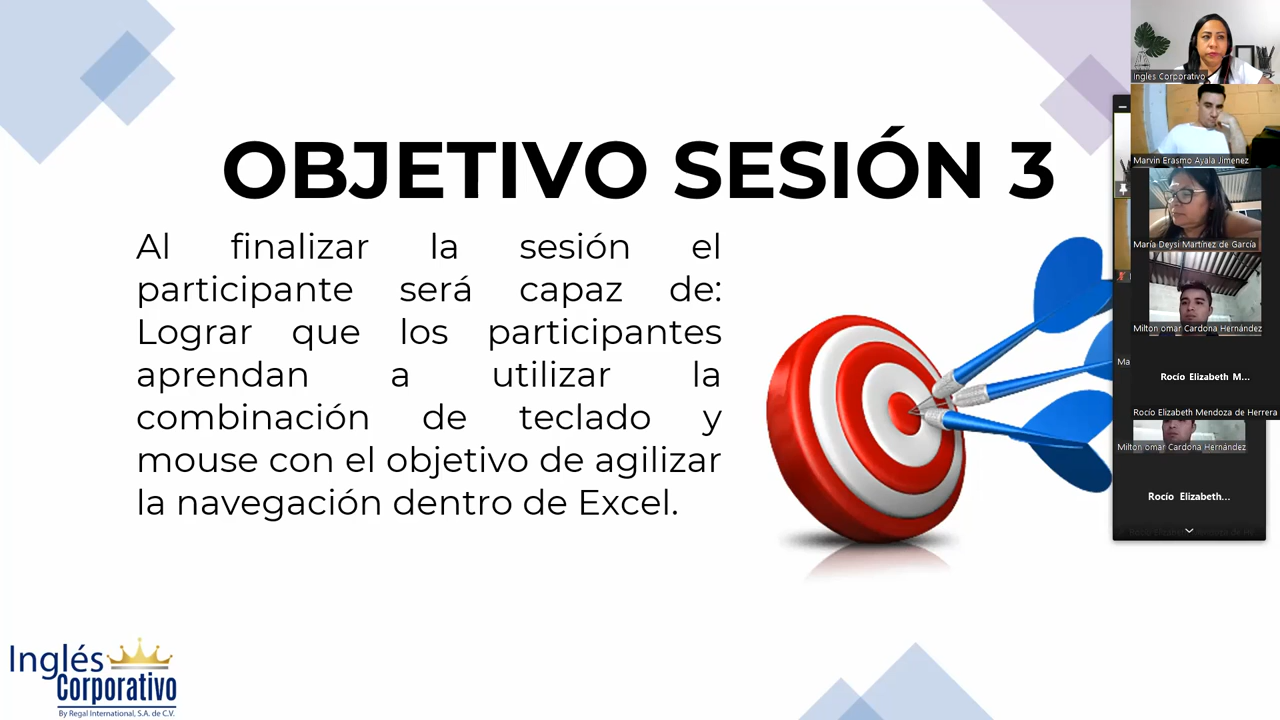 OBJETIVO SESIÓN 3
Al finalizar la sesión el
participante será capaz de:
Lograr que los participantes
aprendan a utilizar la
combinación de teclado y
mouse con el objetivo de agilizar
la navegación dentro de Excel.
Inglés
Corporativo
By Regal International, S.A. de C.V.
Ingles Corporativo
Marvin Erasmo Ayala Jimenez
María Deysi Martínez de García
Milton omar Cardona Hernández
Ma
Rocío Elizabeth M...
Rocío Elizabeth Mendoza de Herrera
Milton omar Cardona Hernández
Rocío Elizabeth...